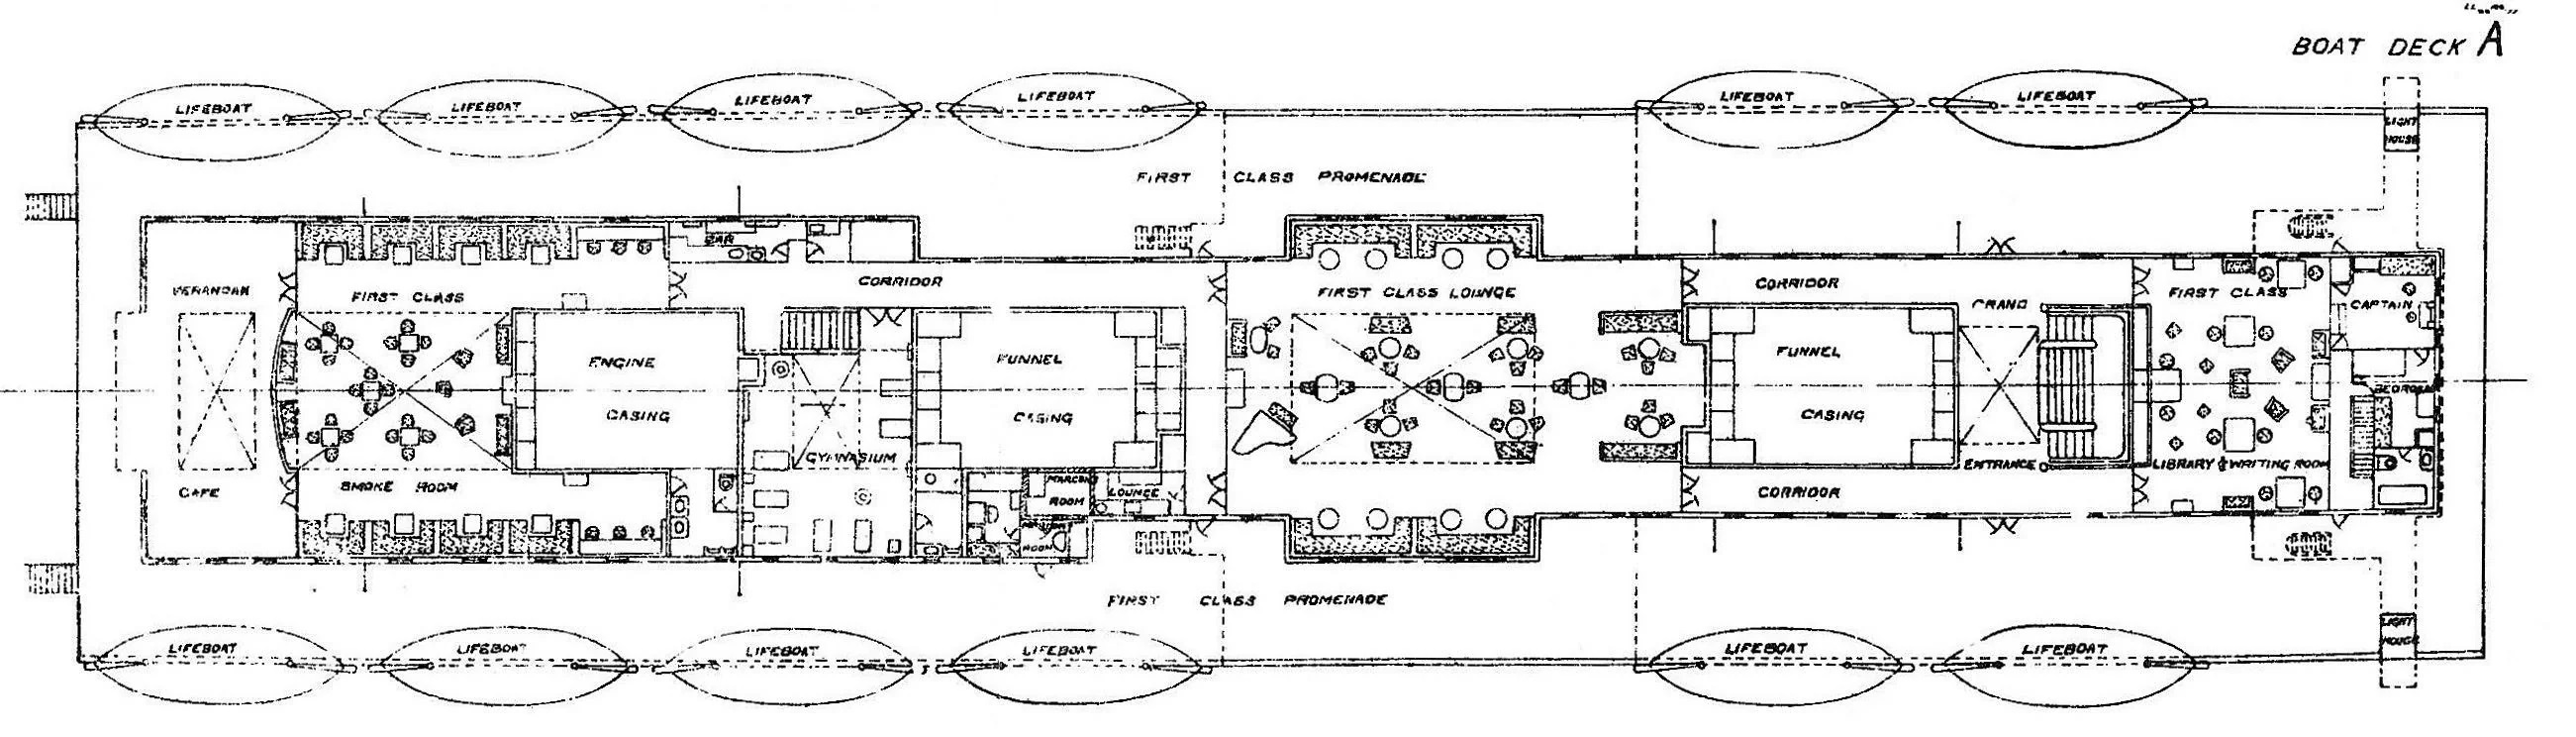 BOAT DECK A
LIFEBOAT LIFEBOAT LIFEBOAT LIFEBOAT LIFEBOAT LIFEBOAT
LIGHT
HOUSE
FIRST CLASS PROMENADE
BAR
CORRIDOR
CORRIDOR
VERANDAH
CAFE
FIRST CLASS
SMOKE ROOM
ENGINE
CASING
GYMNASIUM
FUNNEL
CASING
MARCONI
ROOM
ROOM
LOUNGE
FIRST CLASS LOUNGE
FUNNEL
CASING
CORRIDOR
GRAND
ENTRANCE
FIRST CLASS
LIBRARY & WRITING ROOM
CAPTAIN
BEDROOM
FIRST CLASS PROMENADE
LIGHT
HOUSE
LIFEBOAT LIFEBOAT LIFEBOAT LIFEBOAT LIFEBOAT LIFEBOAT